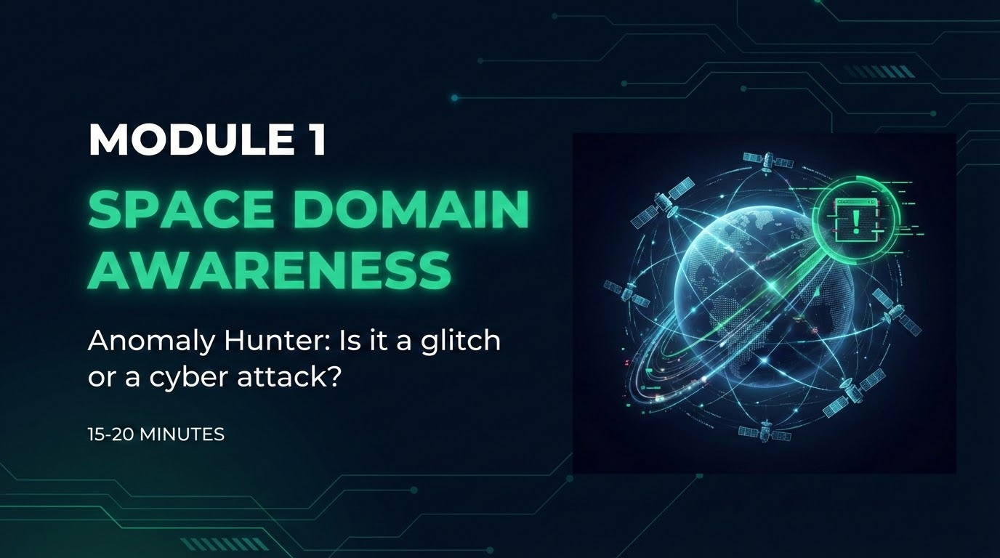 MODULE 1
SPACE DOMAIN
AWARENESS
Anomaly Hunter: Is it a glitch
or a cyber attack?
15-20 MINUTES
!